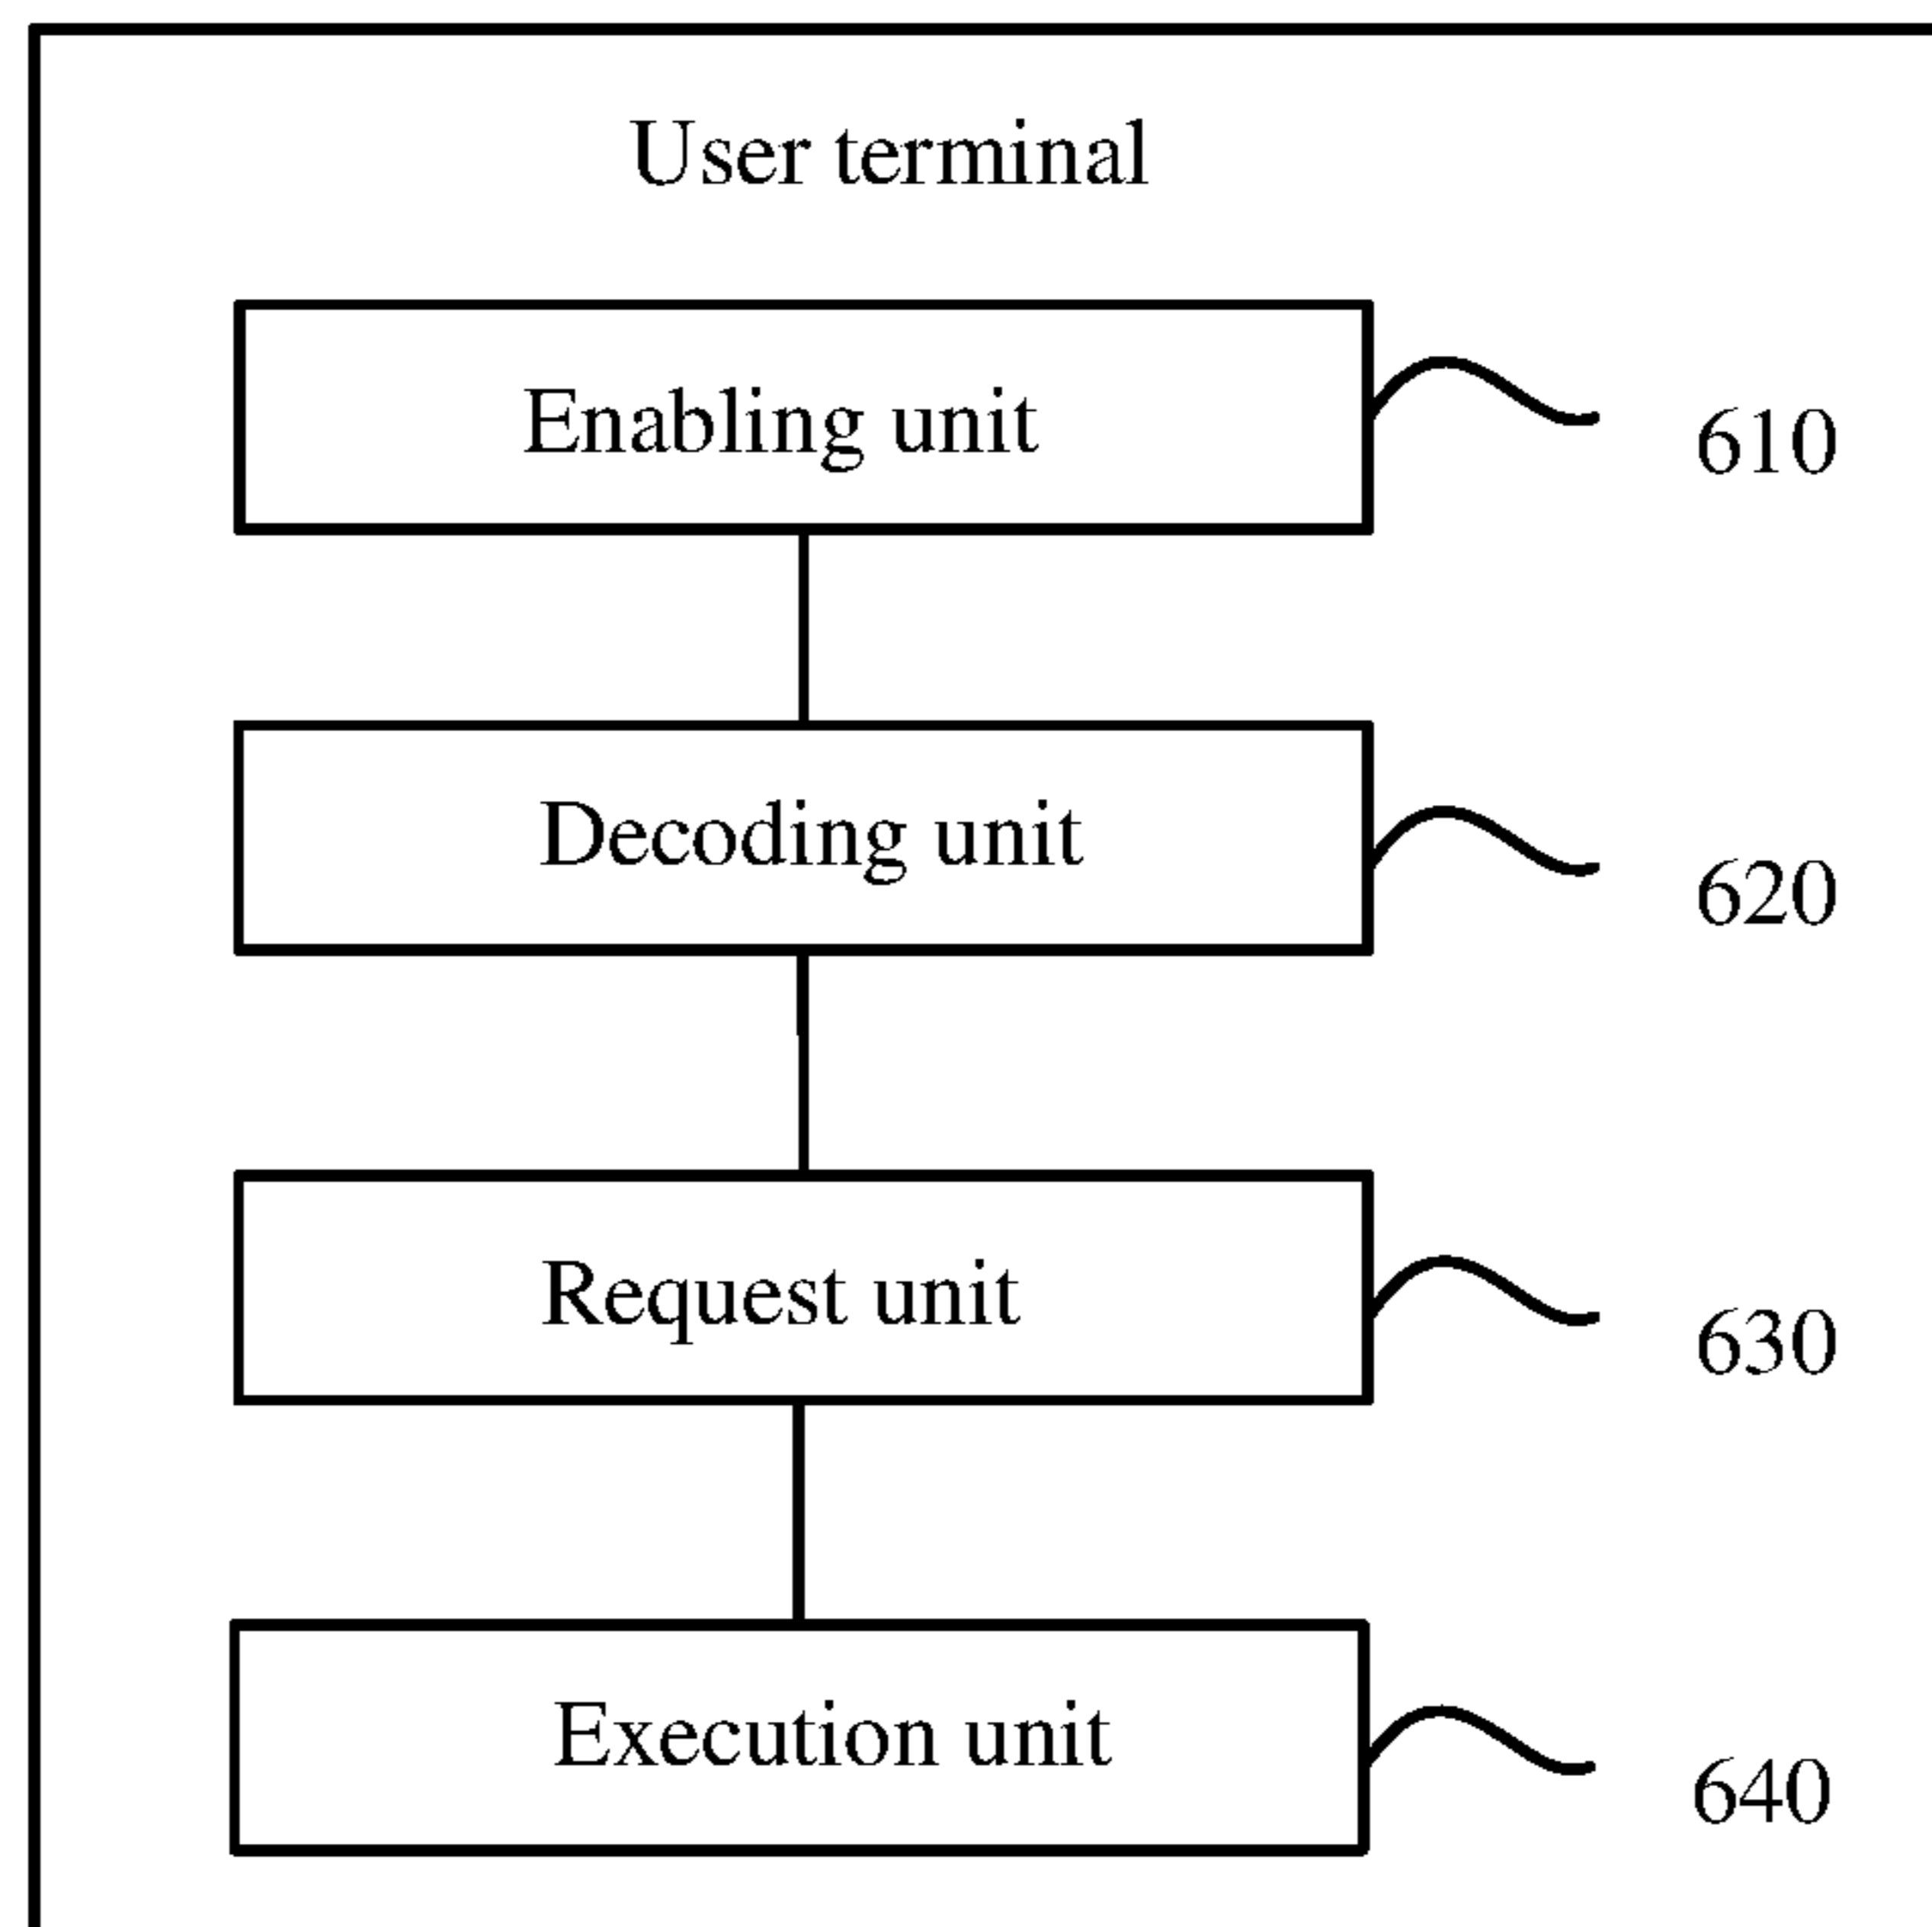 User terminal
Enabling unit
610
Decoding unit
620
Request unit
630
Execution unit
640